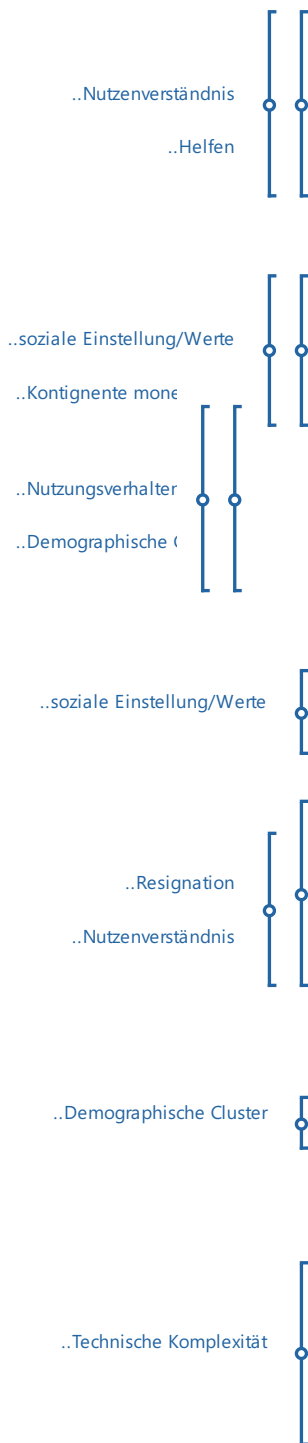 ..Nutzenverständnis
..Helfen
..soziale Einstellung/Werte
..Kontignente mone
..Nutzungsverhalten
..Demographische
..soziale Einstellung/Werte
..Resignation
..Nutzenverständnis
..Demographische Cluster
..Technische Komplexität